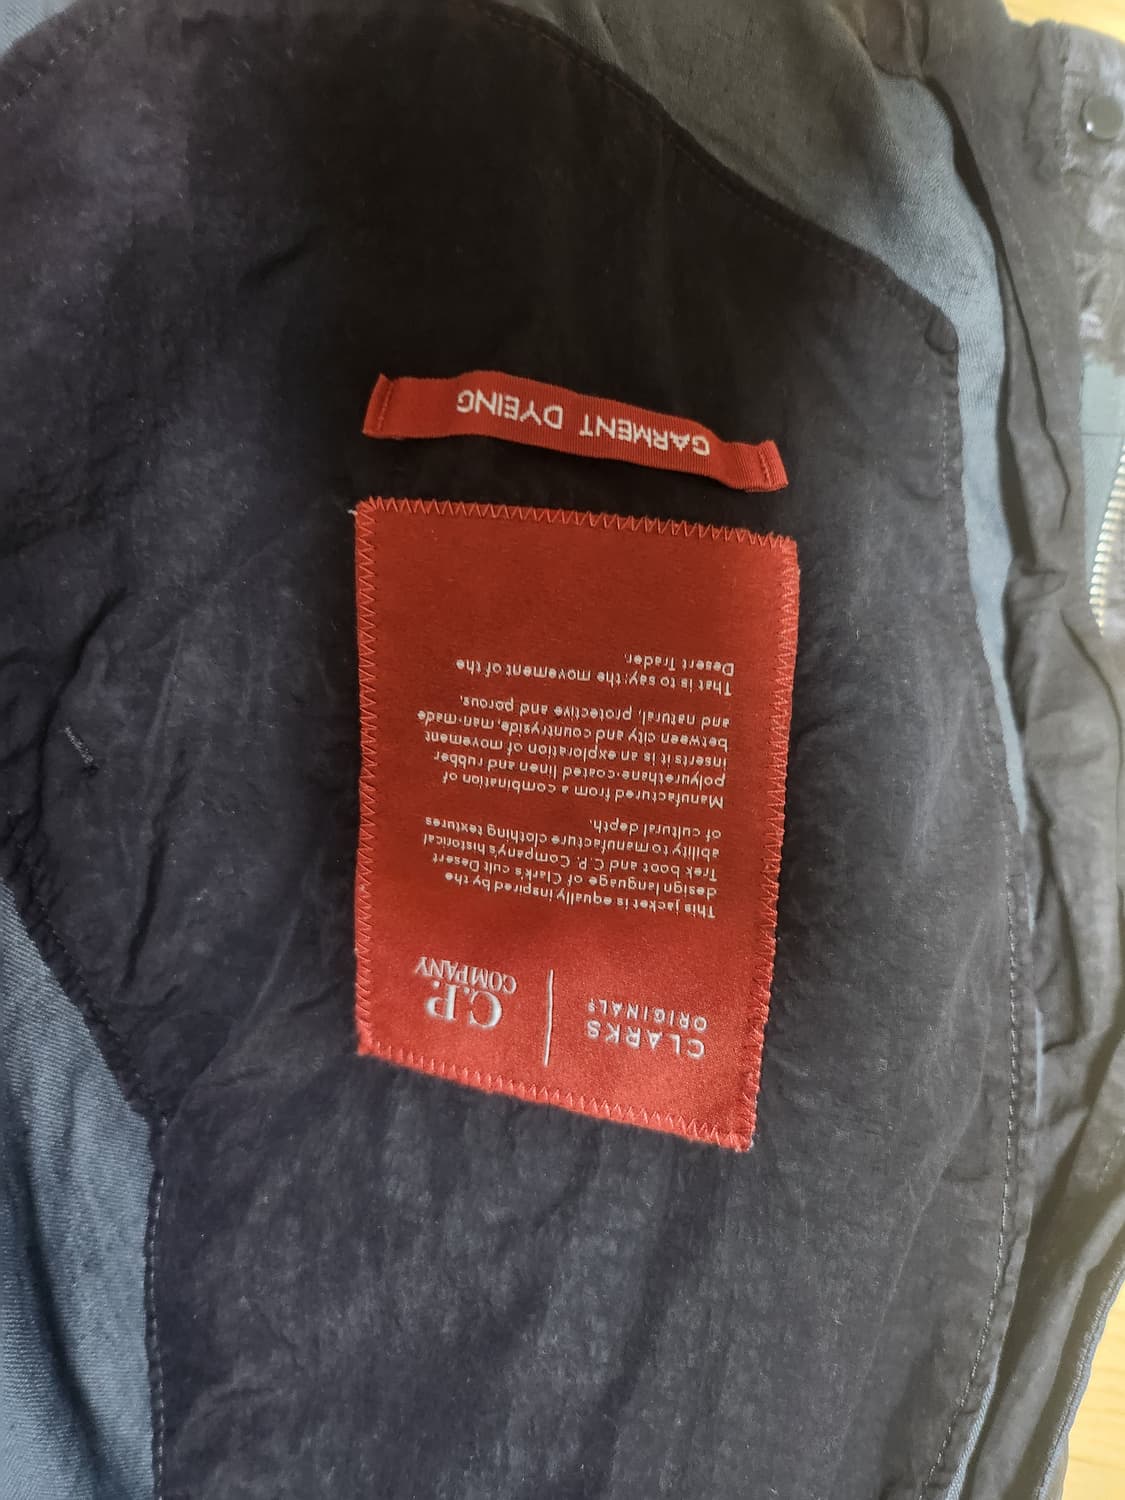 CLARKS
ORIGINALS
C.P.
COMPANY
This jacket is equally inspired by the
design language of Clark's cult Desert
Trek boot and C.P. Company's historical
ability to manufacture clothing textures
of cultural depth.
Manufactured from a combination of
polyurethane-coated linen and rubber
inserts it is an exploration of movement
between city and countryside, man-made
and natural, protective and porous.
That is to say: the movement of the
Desert Trader.
GARMENT DYEING